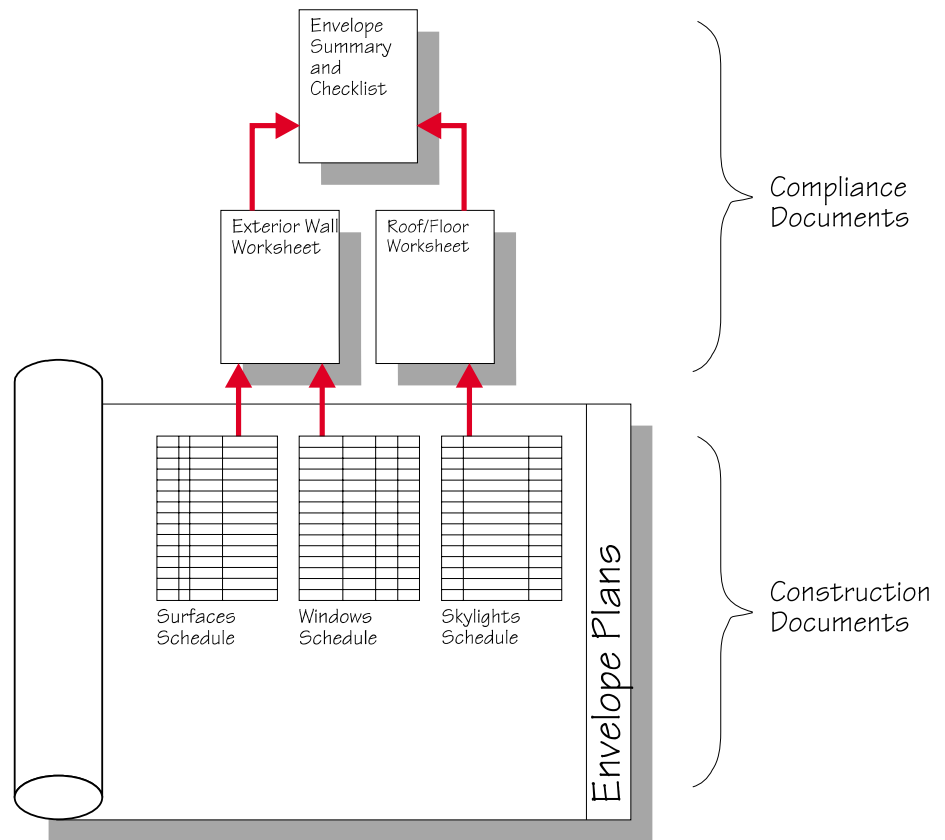 Envelope
Summary
and
Checklist
Exterior Wall
Worksheet
Roof/Floor
Worksheet
Compliance
Documents
Surfaces
Schedule
Windows
Schedule
Skylights
Schedule
Envelope Plans
Construction
Documents